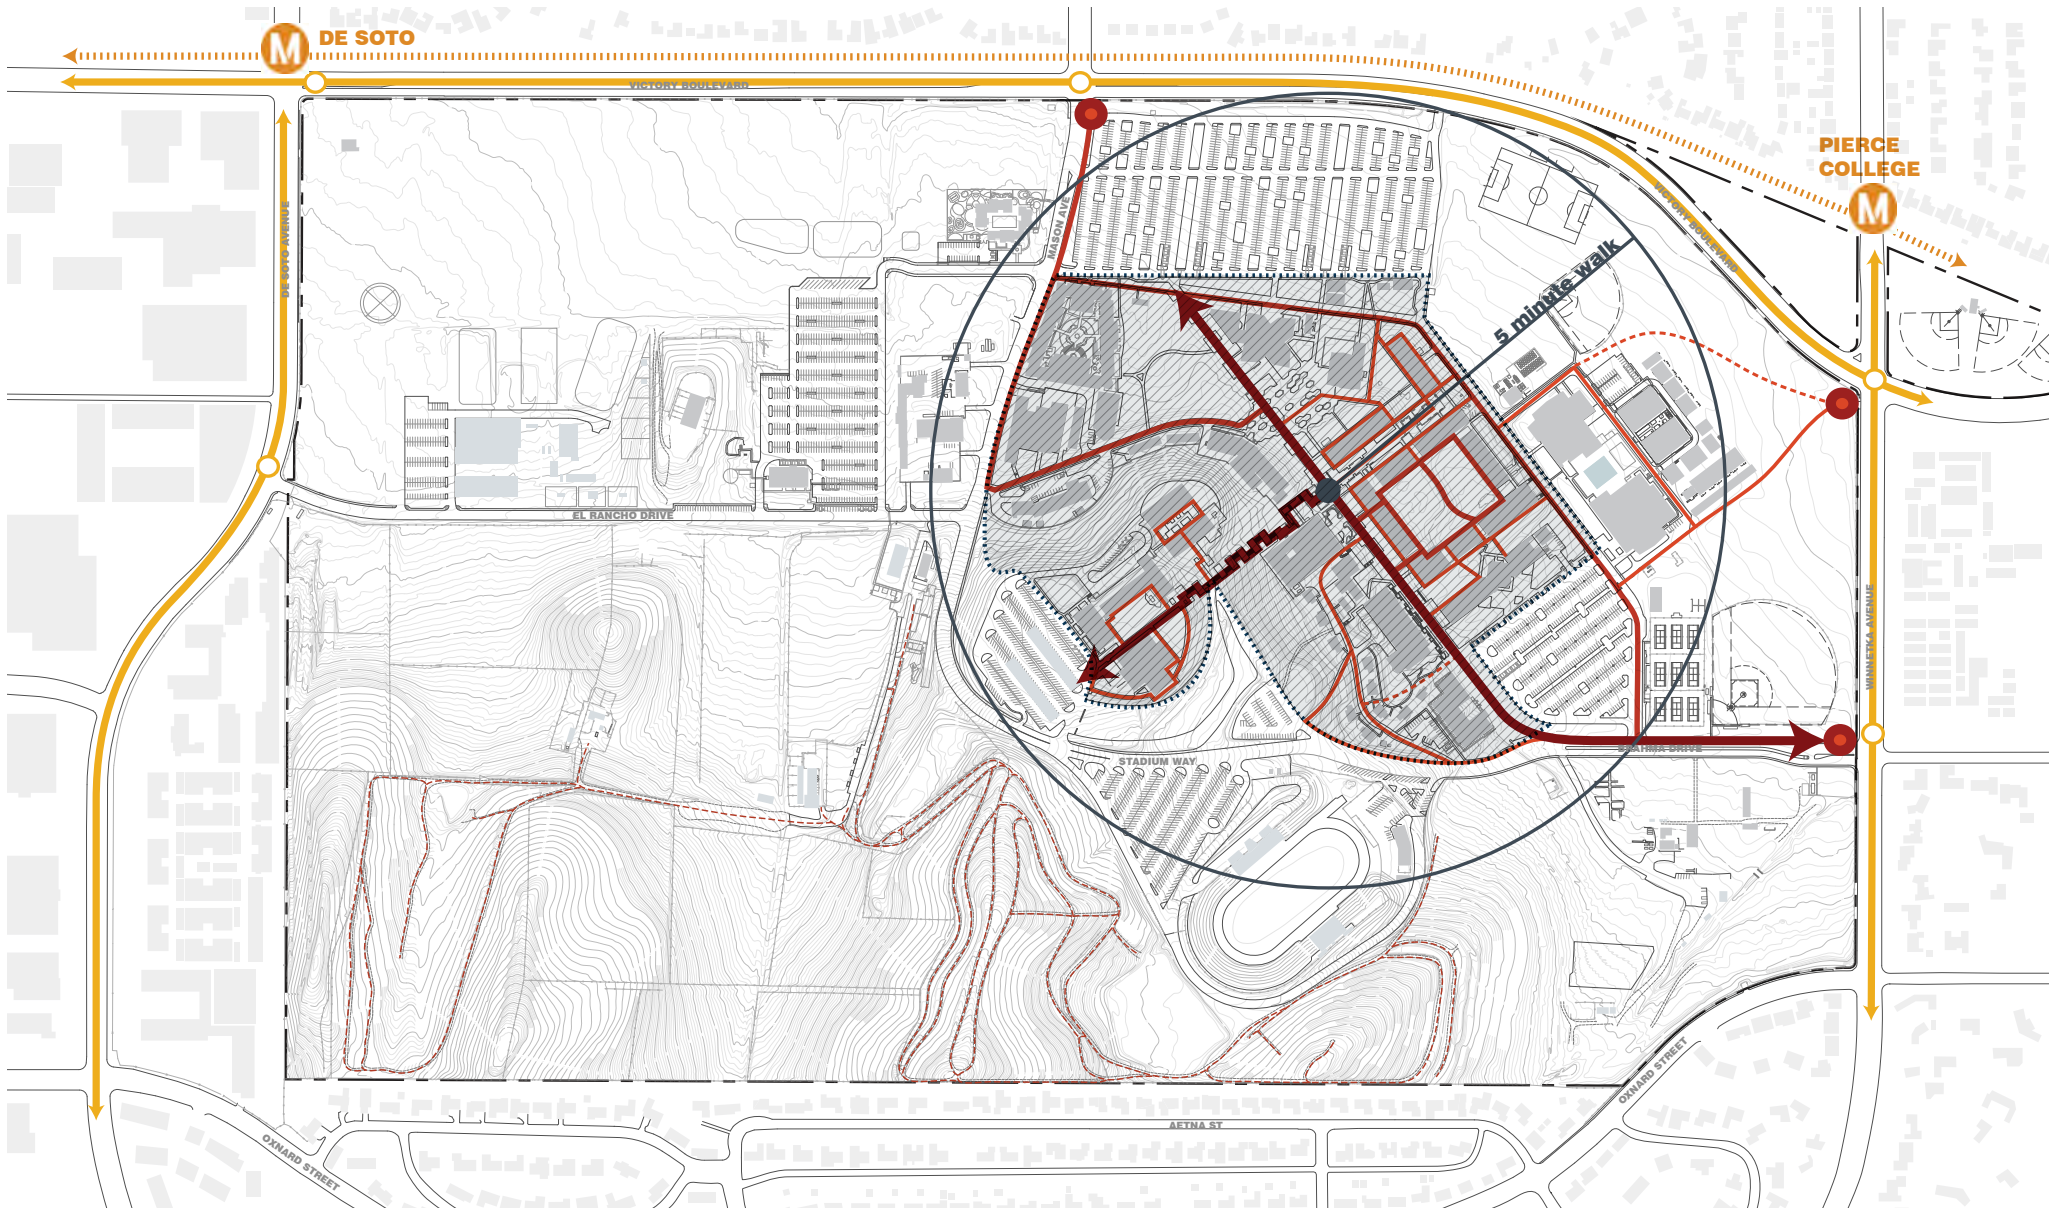 M
DE SOTO
VICTORY BOULEVARD
PIERCE
COLLEGE
M
VICTORY BOULEVARD
DE SOTO AVENUE
MASON AVE
5 minute walk
EL RANCHO DRIVE
WINNETKA AVENUE
BRAHMA DRIVE
STADIUM WAY
OXNARD STREET
AETNA ST
OXNARD STREET